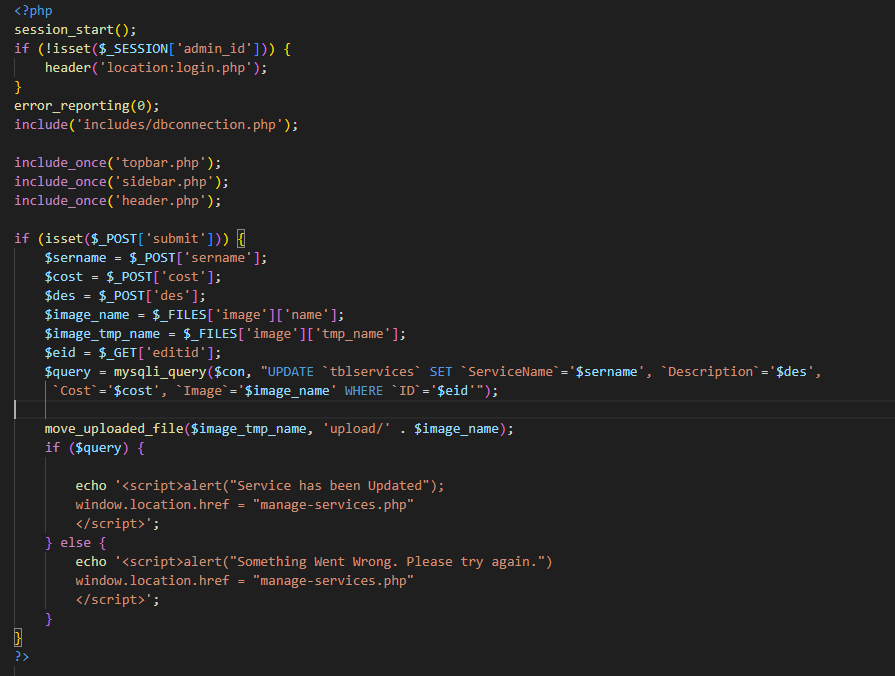 <?php
session_start();
if (!isset($_SESSION['admin_id'])) {
    header('location:login.php');
}
error_reporting(0);
include('includes/dbconnection.php');

include_once('topbar.php');
include_once('sidebar.php');
include_once('header.php');

if (isset($_POST['submit'])) {
    $sername = $_POST['sername'];
    $cost = $_POST['cost'];
    $des = $_POST['des'];
    $image_name = $_FILES['image']['name'];
    $image_tmp_name = $_FILES['image']['tmp_name'];
    $eid = $_GET['editid'];
    $query = mysqli_query($con, "UPDATE `tblservices` SET `ServiceName`='$sername', `Description`='$des',
     `Cost`='$cost', `Image`='$image_name' WHERE `ID`='$eid'");

    move_uploaded_file($image_tmp_name, 'upload/' . $image_name);
    if ($query) {

        echo '<script>alert("Service has been Updated");
        window.location.href = "manage-services.php"
        </script>';
    } else {
        echo '<script>alert("Something Went Wrong. Please try again.")
        window.location.href = "manage-services.php"
        </script>';
    }
}
?>